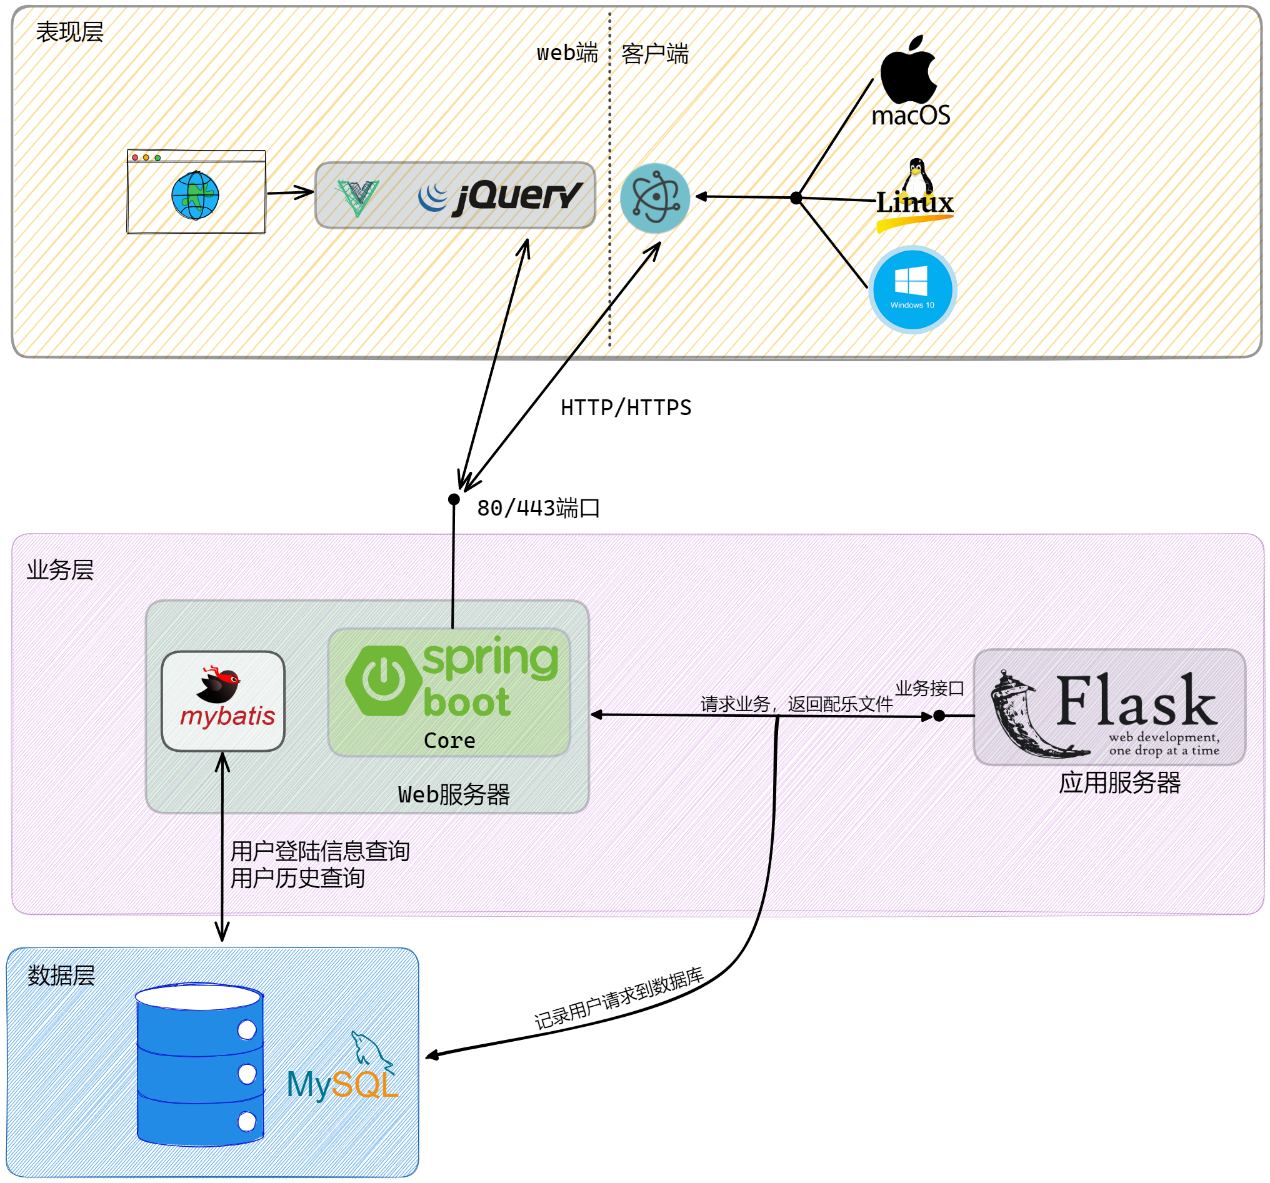 表现层
web端
客户端
macOS
jQuery
Linux
Windows 10
HTTP/HTTPS
80/443端口
业务层
mybatis
spring
boot
Core
Web服务器
请求业务，返回配乐文件
业务接口
Flask
web development,
one drop at a time
应用服务器
用户登陆信息查询
用户历史查询
数据层
记录用户请求到数据库
MySQL